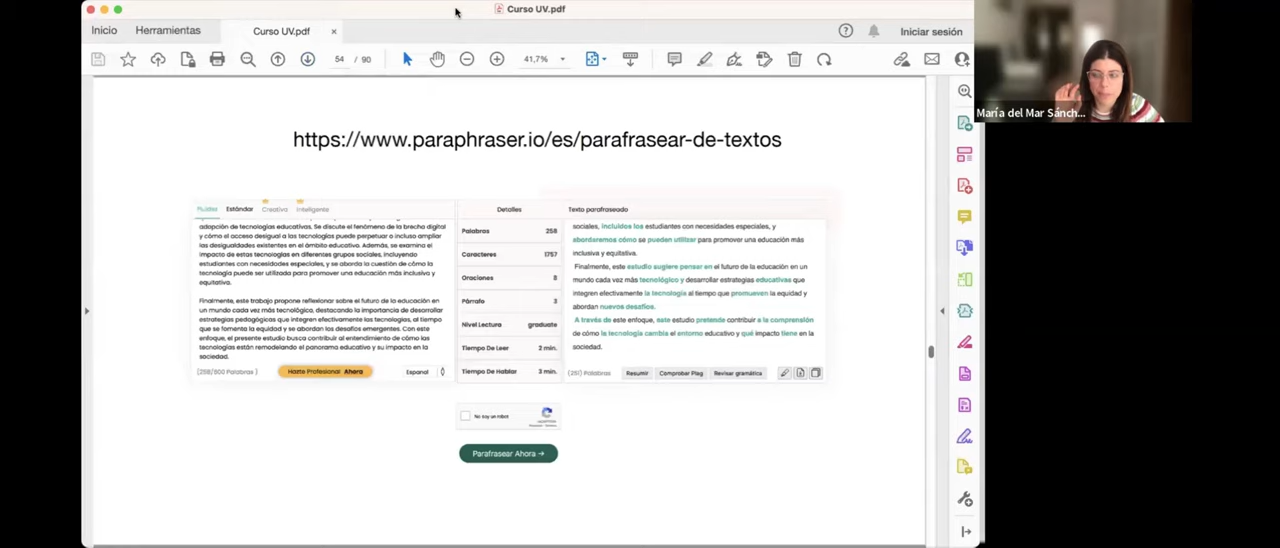 Curso UV.pdf
Inicio
Herramientas
Curso UV.pdf
×
Iniciar sesión
54 / 90
41,7%
María del Mar Sánch...
https://www.paraphraser.io/es/parafrasear-de-textos
Fluidez
Estándar
Creativa
Inteligente
adopción de tecnologías educativas. Se discute el fenómeno de la brecha digital
y cómo el acceso desigual a las tecnologías puede perpetuar o incluso ampliar
las desigualdades existentes en el ámbito educativo. Además, se examina el
impacto de estas tecnologías en diferentes grupos sociales, incluyendo
estudiantes con necesidades especiales, y se aborda la cuestión de cómo la
tecnología puede ser utilizada para promover una educación más inclusiva y
equitativa.
Finalmente, este trabajo propone reflexionar sobre el futuro de la educación en
un mundo cada vez más tecnológico, destacando la importancia de desarrollar
estrategias pedagógicas que integren efectivamente las tecnologías, al tiempo
que se fomenta la equidad y se abordan los desafíos emergentes. Con este
enfoque, el presente estudio busca contribuir al entendimiento de cómo las
tecnologías están remodelando el panorama educativo y su impacto en la
sociedad.
(258/500 Palabras )
Hazte Profesional Ahora
Espanol
Detalles
Palabras 258
Caracteres 1757
Oraciones 8
Párrafo 3
Nivel Lectura graduate
Tiempo De Leer 2 min.
Tiempo De Hablar 3 min.
Texto parafraseado
sociales, incluidos los estudiantes con necesidades especiales, y
abordaremos cómo se pueden utilizar para promover una educación más
inclusiva y equitativa.
Finalmente, este estudio sugiere pensar en el futuro de la educación en un
mundo cada vez más tecnológico y desarrollar estrategias educativas que
integren efectivamente la tecnología al tiempo que promueven la equidad y
abordan nuevos desafíos.
A través de este enfoque, este estudio pretende contribuir a la comprensión
de cómo la tecnología cambia el entorno educativo y qué impacto tiene en la
sociedad.
(251) Palabras
Resumir
Comprobar Plag
Revisar gramática
No soy un robot
Parafrasear Ahora →